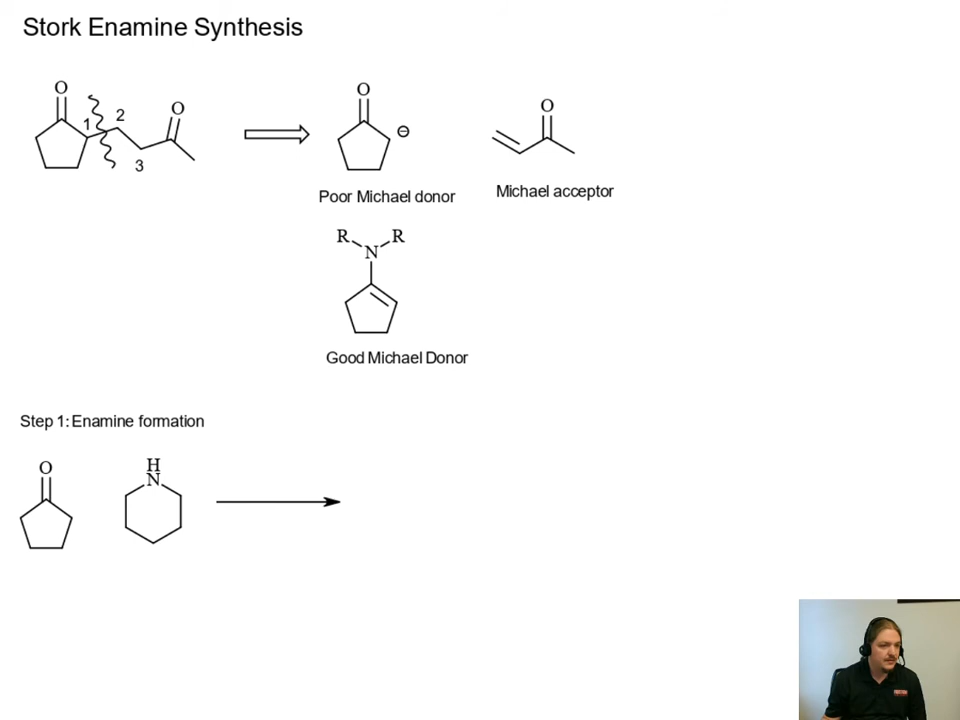 Stork Enamine Synthesis
O
O
1
2
3
O
⊖
Poor Michael donor
O
Michael acceptor
R
R
N
Good Michael Donor
Step 1: Enamine formation
O
H
N